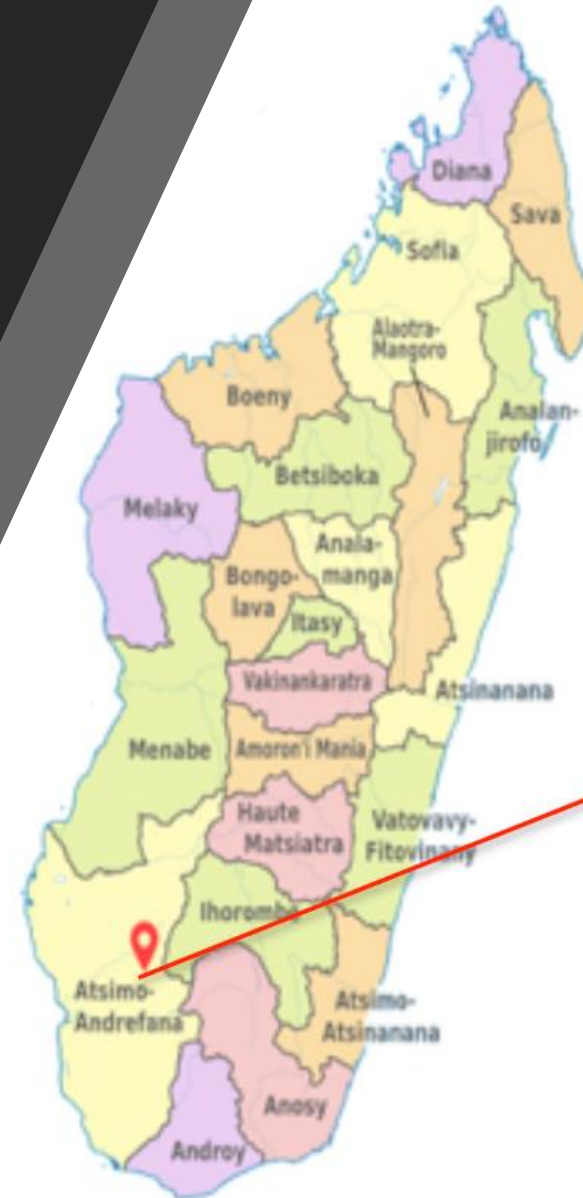 Diana
Sava
Sofia
Alaotra-
Mangoro
Boeny
Analan-
jirofo
Betsiboka
Melaky
Anala-
manga
Bongo-
lava
Itasy
Vakinankaratra
Atsinanana
Menabe
Amoron'i Mania
Haute
Matsiatra
Vatovavy-
Fitovinany
Ihorombe
Atsimo-
Andrefana
Atsimo-
Atsinanana
Anosy
Androy